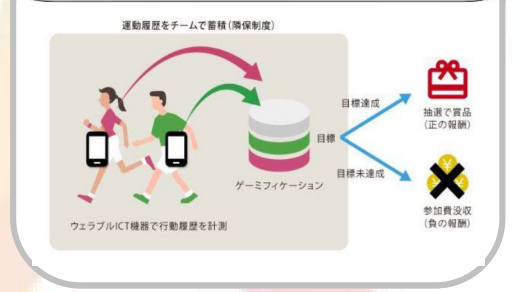 運動履歴をチームで蓄積(隣保制度)
目標達成
抽選で賞品
(正の報酬)
目標
目標未達成
ゲーミフィケーション
ウェラブルICT機器で行動履歴を計測
¥
¥
¥
参加費没収
(負の報酬)